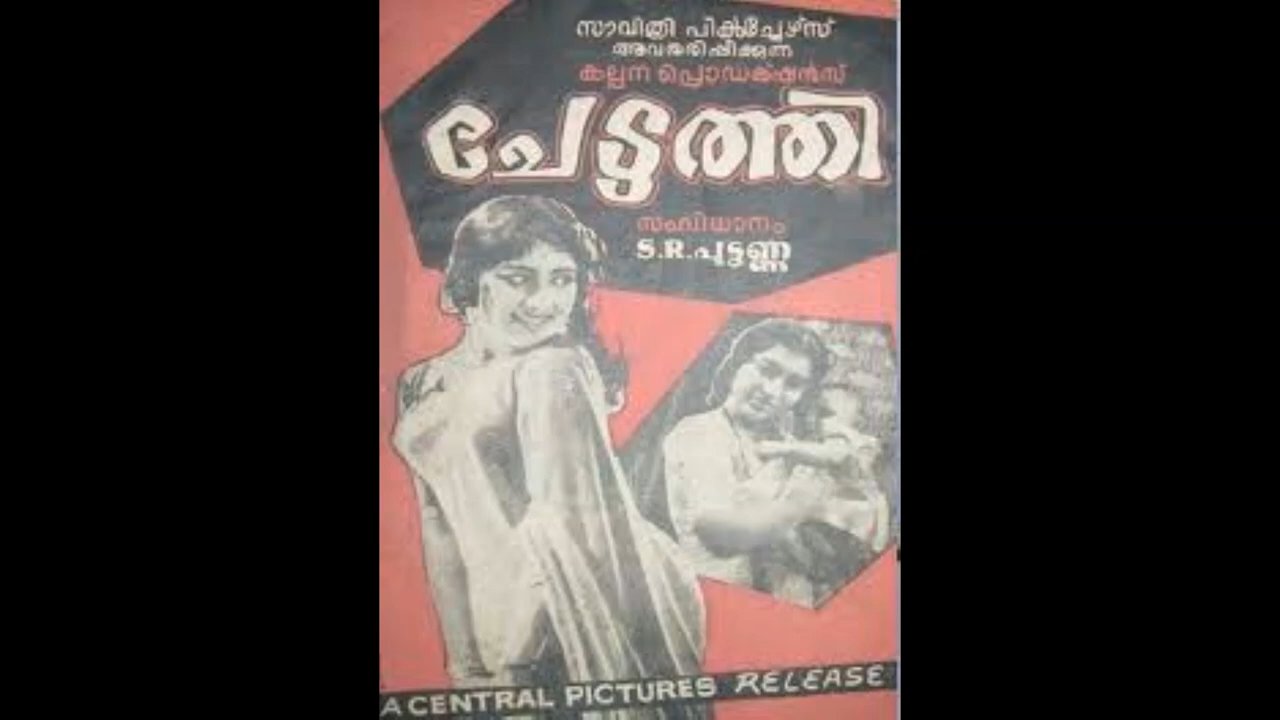 സാവിത്രി പിക്ചേഴ്സ്
അവതരിപ്പിക്കുന്ന
കല്പന പ്രൊഡക്ഷൻസ്
ചേട്ടത്തി
സംവിധാനം
S.R.പുട്ടണ്ണ
A CENTRAL PICTURES RELEASE